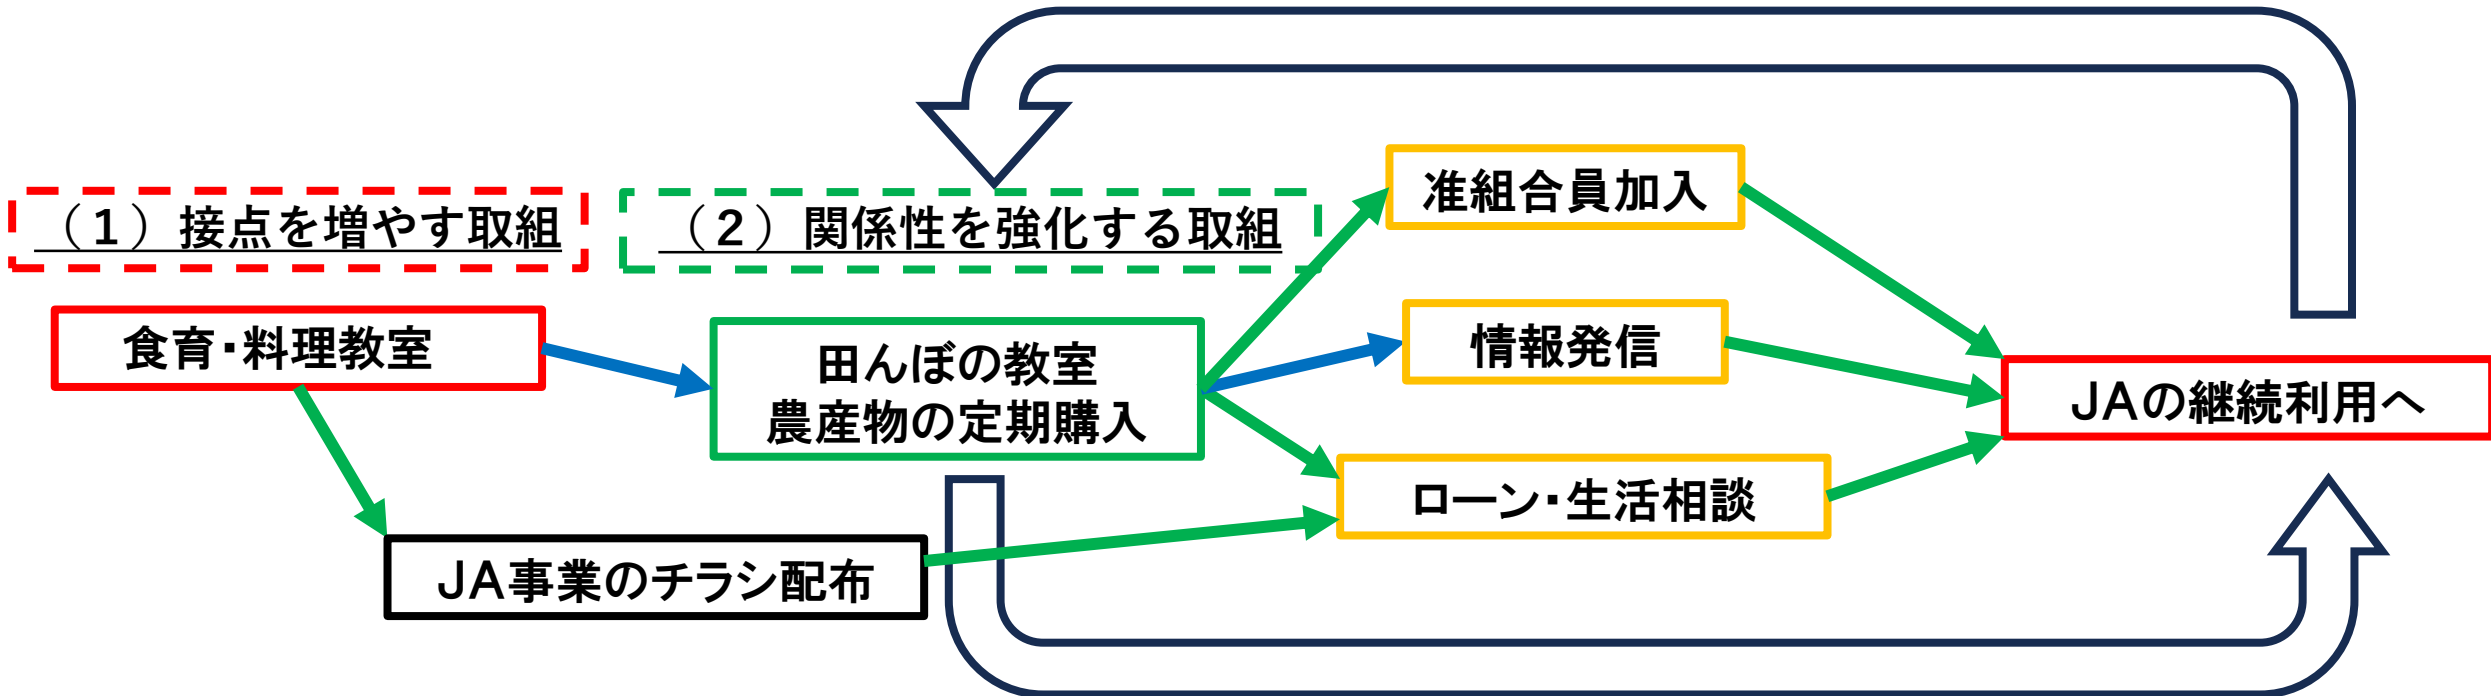 （１）接点を増やす取組
（２）関係性を強化する取組
准組合員加入
食育・料理教室
田んぼの教室
農産物の定期購入
情報発信
JAの継続利用へ
ローン・生活相談
JA事業のチラシ配布